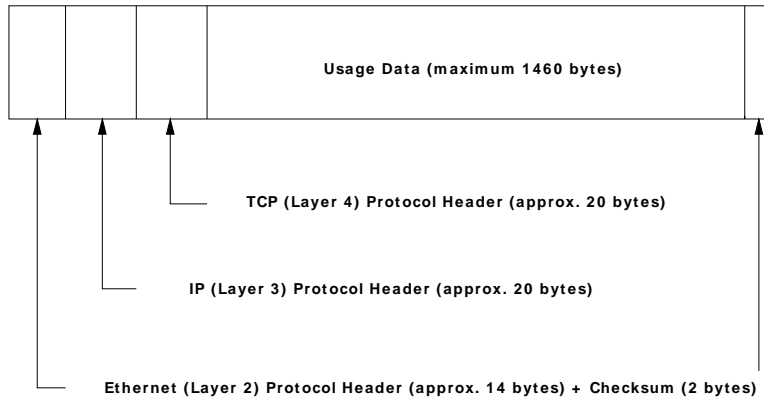 Usage Data (maximum 1460 bytes)
TCP (Layer 4) Protocol Header (approx. 20 bytes)
IP (Layer 3) Protocol Header (approx. 20 bytes)
Ethernet (Layer 2) Protocol Header (approx. 14 bytes) + Checksum (2 bytes)